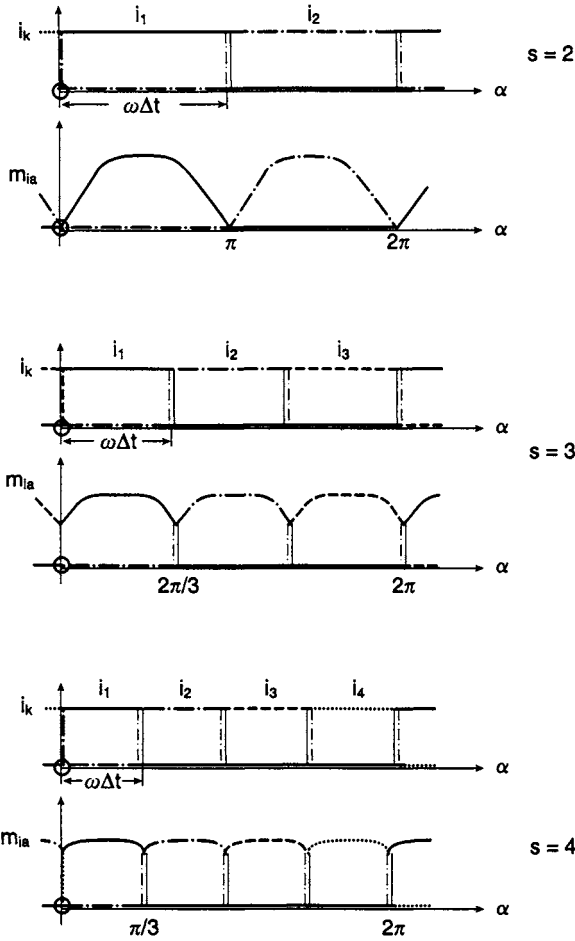 i₁ i₂
iₖ
s = 2
α
ωΔt
mᵢₐ
π 2π α
i₁ i₂ i₃
iₖ
α
ωΔt
s = 3
mᵢₐ
2π/3 2π α
i₁ i₂ i₃ i₄
iₖ
α
ωΔt
mᵢₐ
s = 4
α
π/3 2π